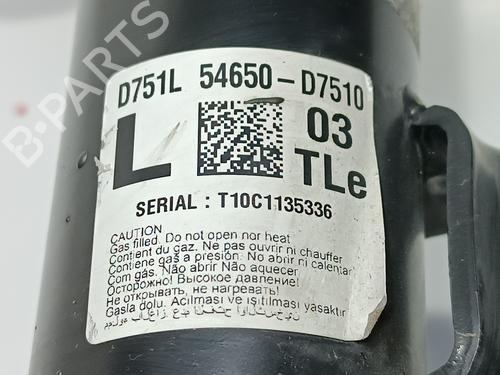 B-PARTS
D751L 54650-D7510
L
03
TLe
SERIAL : T10C1135336
CAUTION
Gas filled. Do not open nor heat
Contient du gaz. Ne pas ouvrir ni chauffer
Contiene gas a presión. No abrir ni calentar
Com gás. Não abrir Não aquecer
Осторожно! Высокое давление!
Не открывать, не нагревать!
Gasla dolu. Açılması ve ısıtılması yasaktır